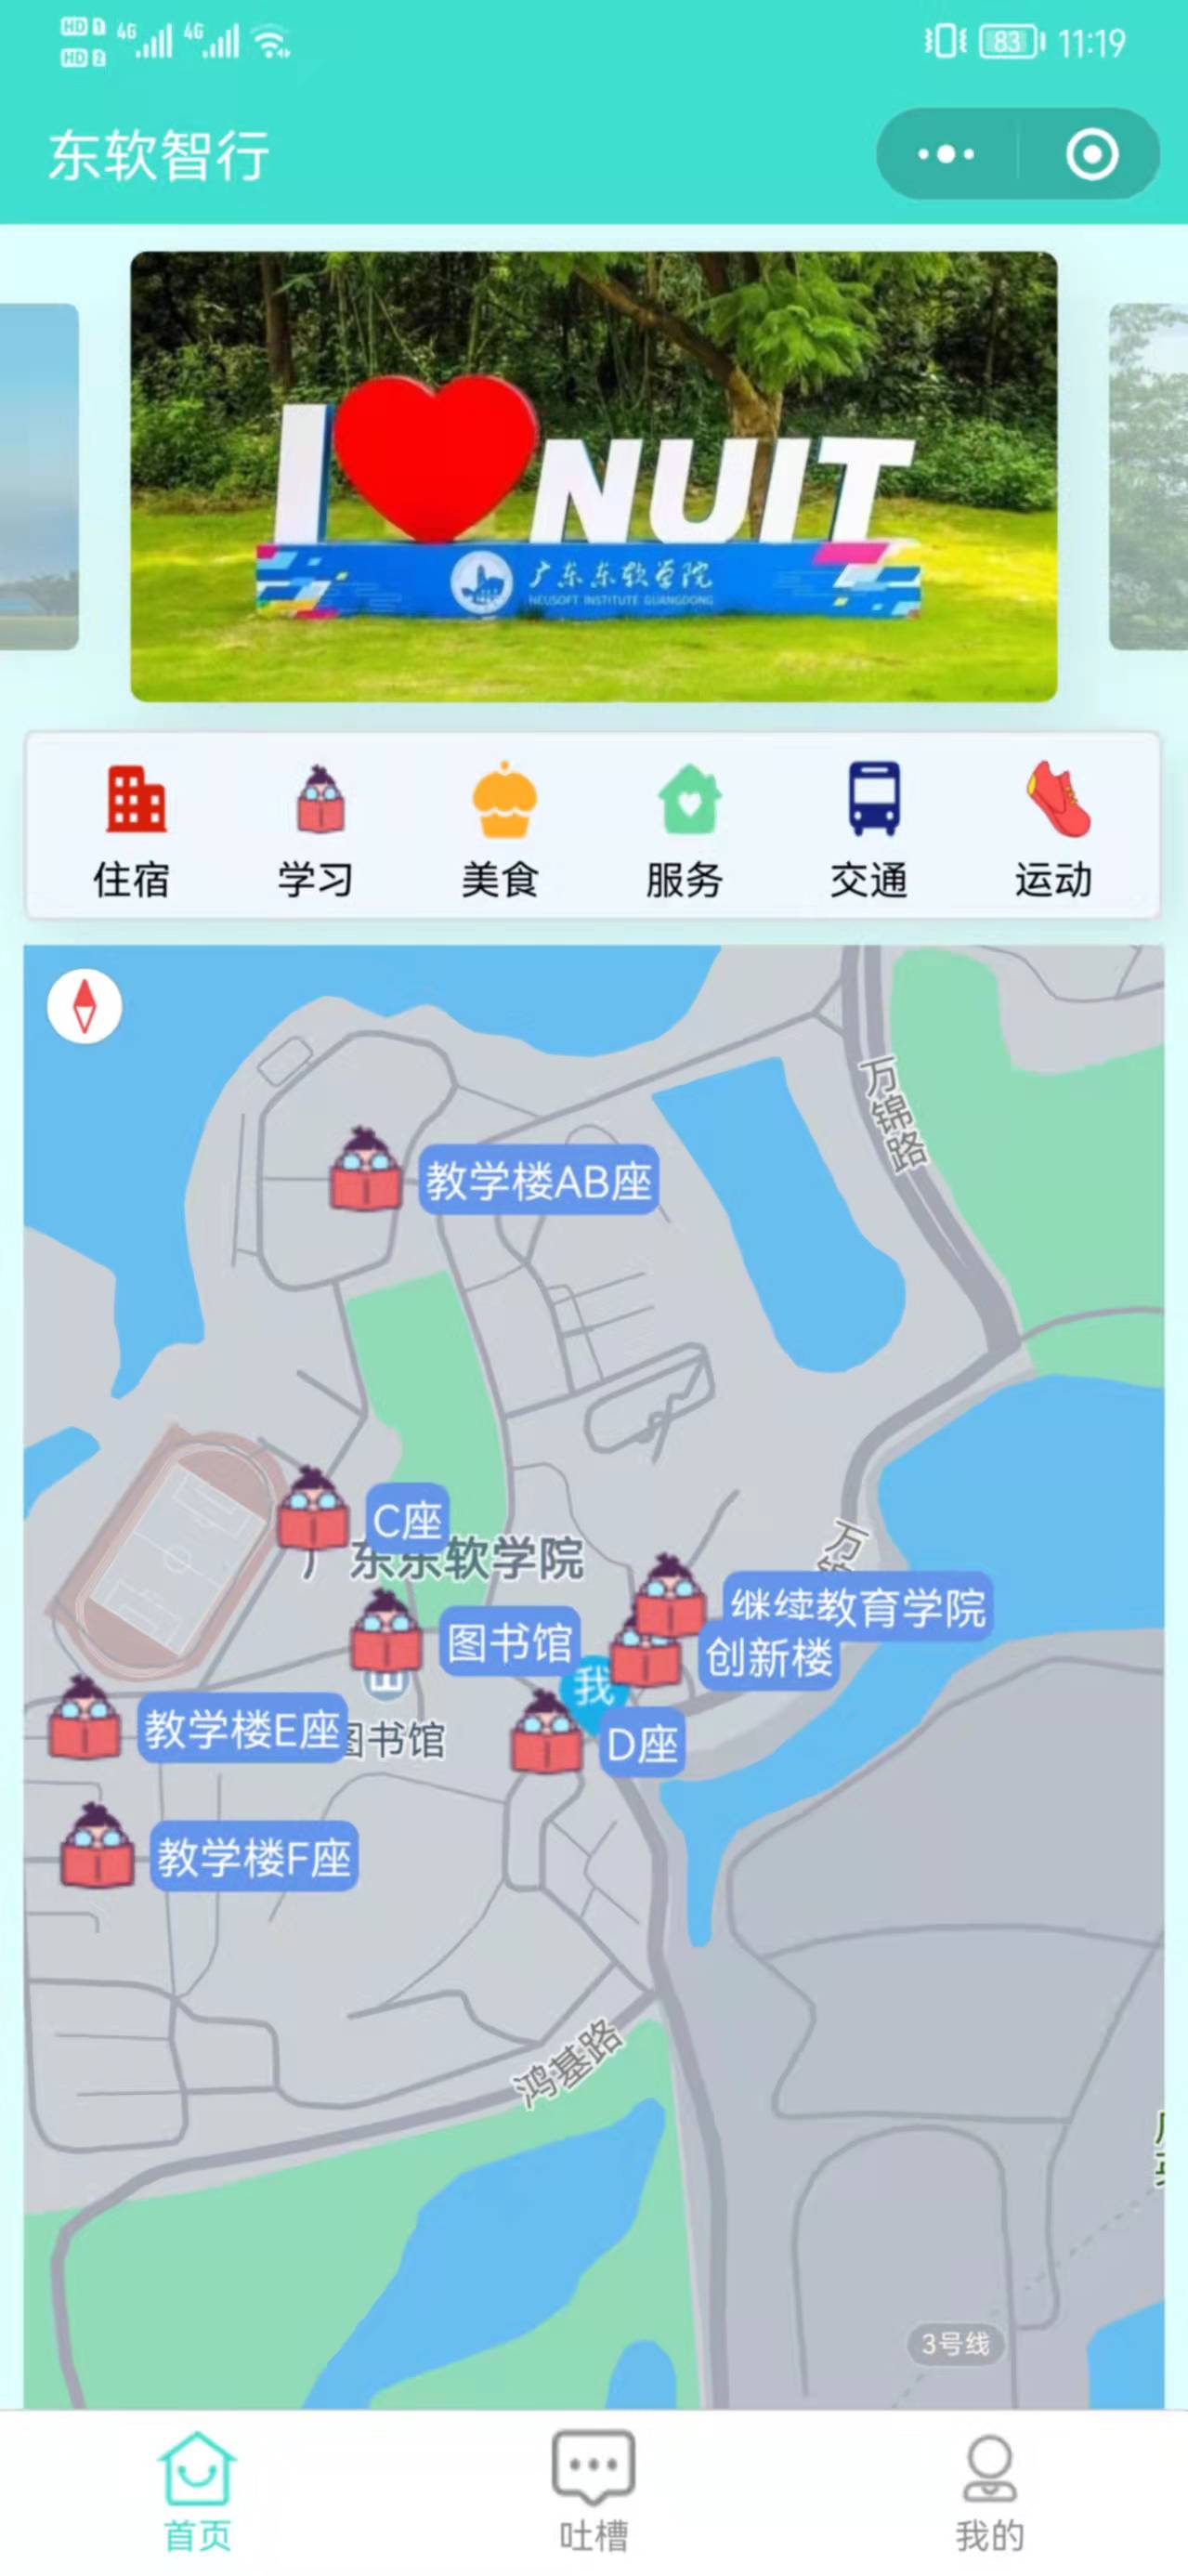 HD 1 4G 4G
HD 2
83 11:19
东软智行
I NUIT
广东东软学院
NEUSOFT INSTITUTE GUANGDONG
住宿 学习 美食 服务 交通 运动
万锦路
教学楼AB座
C座
广东东软学院
万锦
继续教育学院
图书馆
创新楼
我
教学楼E座
图书馆
D座
教学楼F座
鸿基路
3号线
首页 吐槽 我的